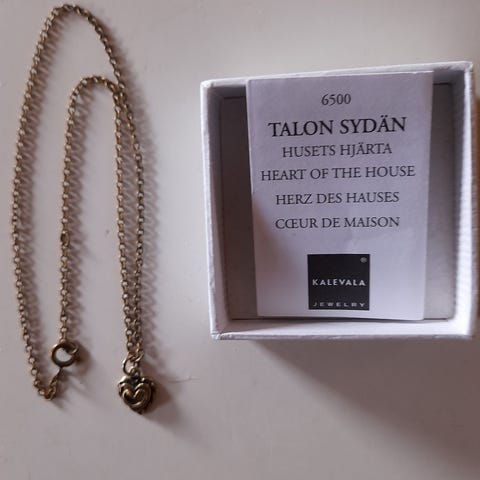 6500
TALON SYDÄN
HUSETS HJÄRTA
HEART OF THE HOUSE
HERZ DES HAUSES
CŒUR DE MAISON
®
KALEVALA
JEWELRY